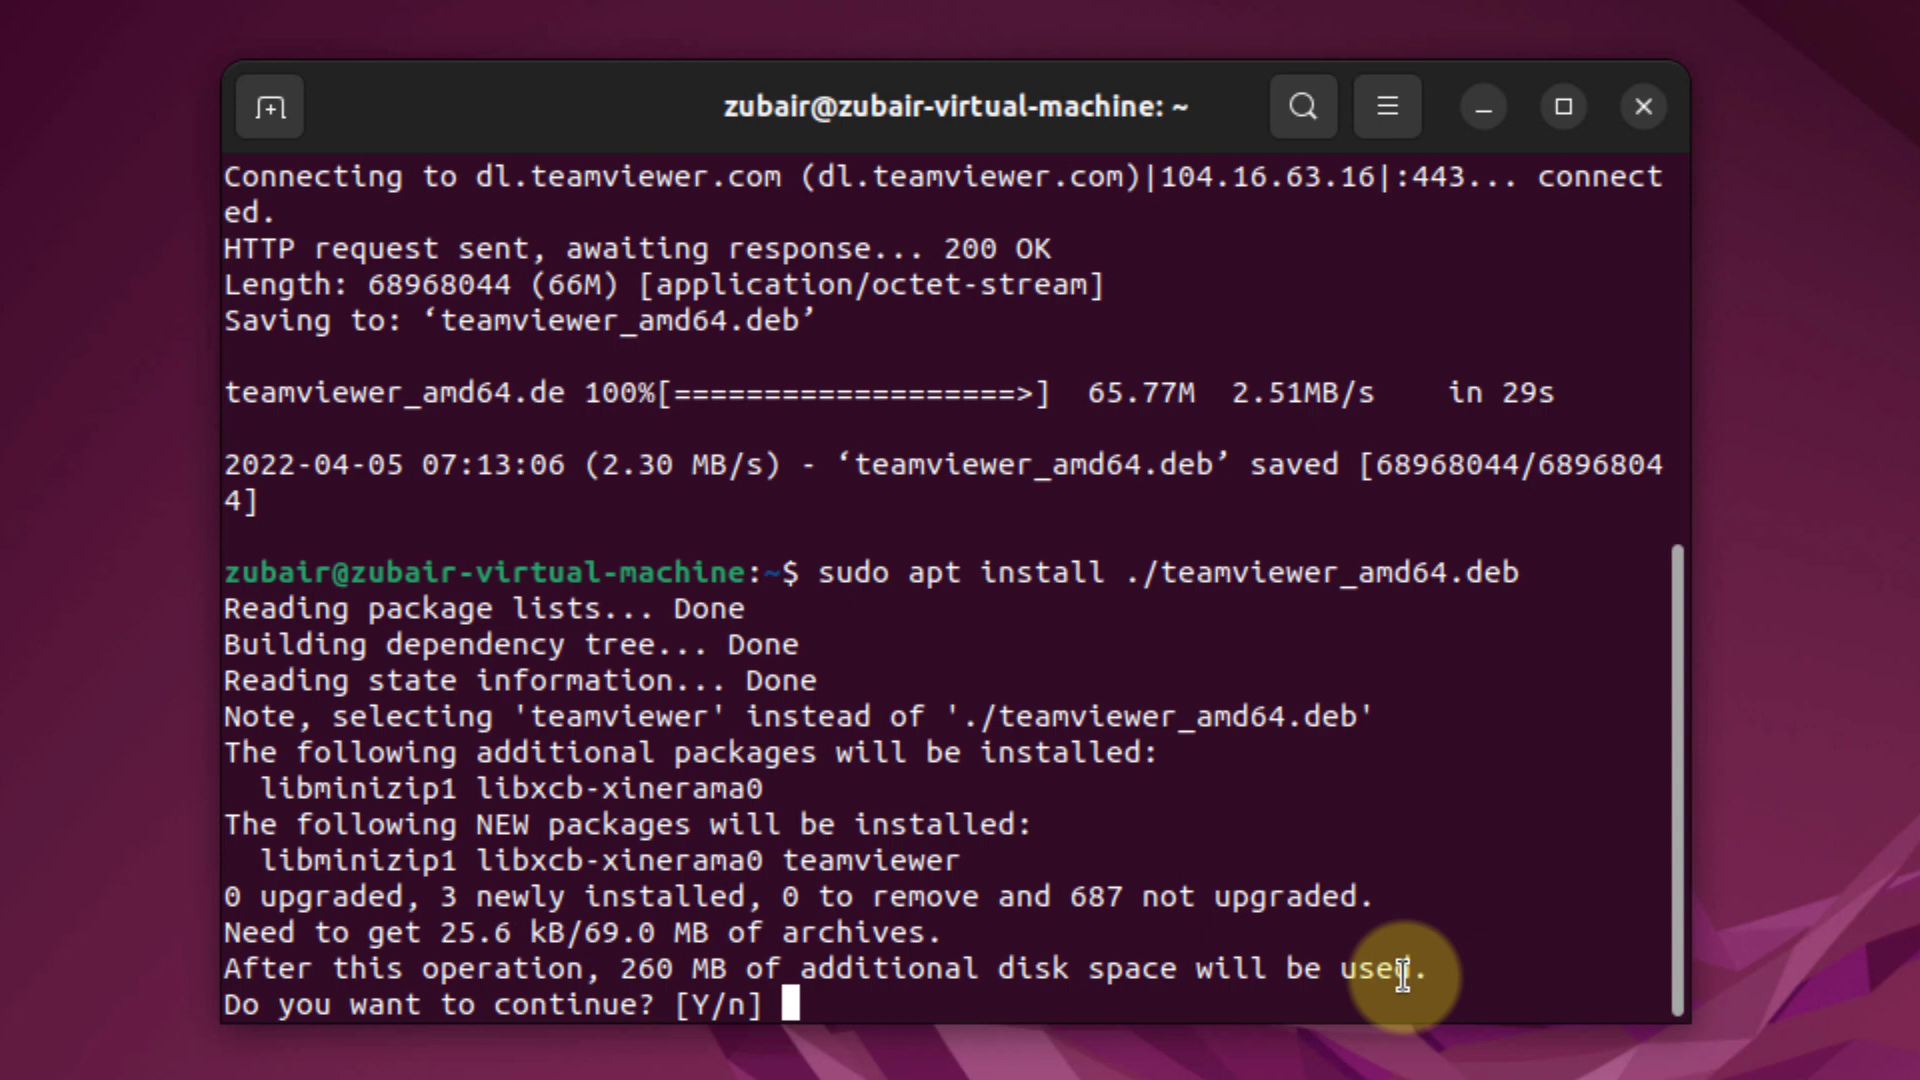 zubair@zubair-virtual-machine: ~
Connecting to dl.teamviewer.com (dl.teamviewer.com)|104.16.63.16|:443... connect
ed.
HTTP request sent, awaiting response... 200 OK
Length: 68968044 (66M) [application/octet-stream]
Saving to: ‘teamviewer_amd64.deb’
teamviewer_amd64.de 100%[===================>]  65.77M  2.51MB/s    in 29s
2022-04-05 07:13:06 (2.30 MB/s) - ‘teamviewer_amd64.deb’ saved [68968044/6896804
4]
zubair@zubair-virtual-machine:~$ sudo apt install ./teamviewer_amd64.deb
Reading package lists... Done
Building dependency tree... Done
Reading state information... Done
Note, selecting 'teamviewer' instead of './teamviewer_amd64.deb'
The following additional packages will be installed:
  libminizip1 libxcb-xinerama0
The following NEW packages will be installed:
  libminizip1 libxcb-xinerama0 teamviewer
0 upgraded, 3 newly installed, 0 to remove and 687 not upgraded.
Need to get 25.6 kB/69.0 MB of archives.
After this operation, 260 MB of additional disk space will be used.
Do you want to continue? [Y/n]